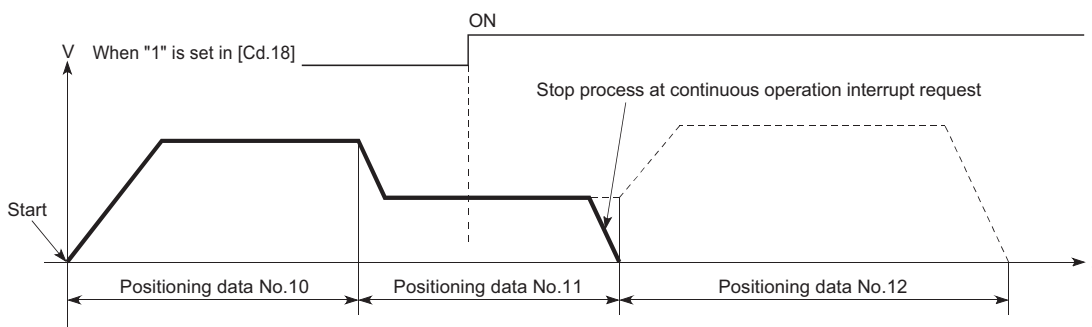 ON
V When "1" is set in [Cd.18]
Stop process at continuous operation interrupt request
Start
Positioning data No.10 Positioning data No.11 Positioning data No.12